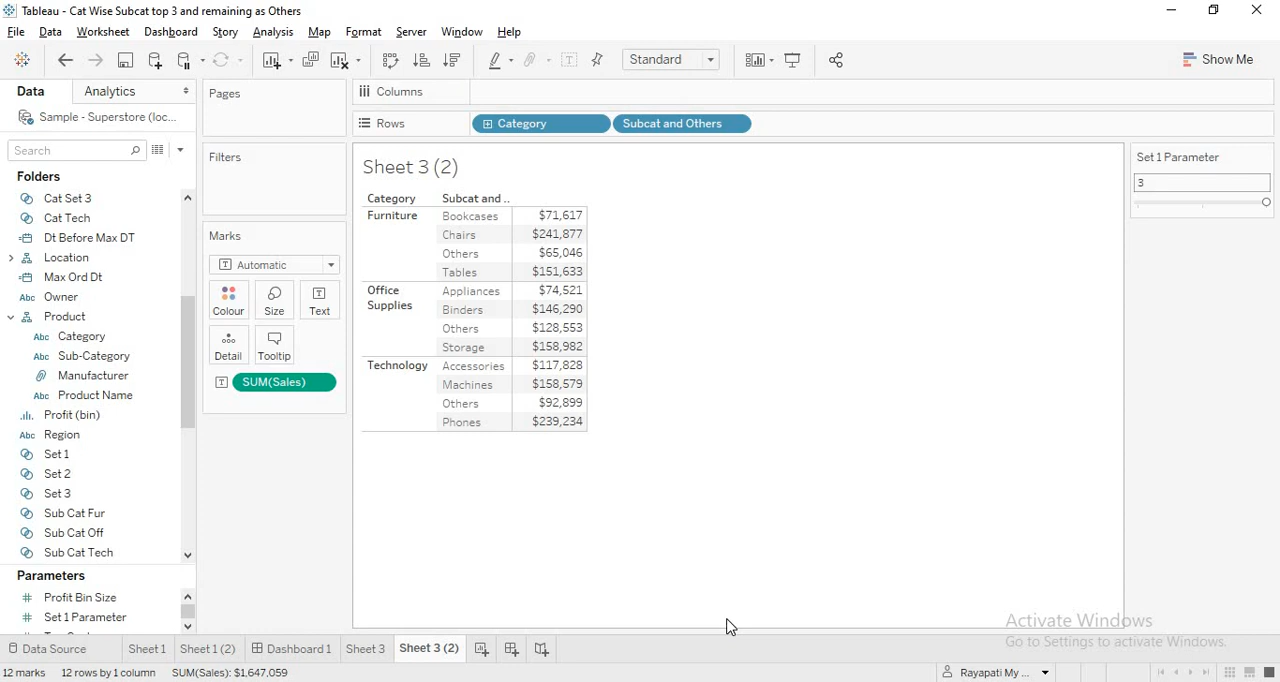 Tableau - Cat Wise Subcat top 3 and remaining as Others
File Data Worksheet Dashboard Story Analysis Map Format Server Window Help
Standard
Show Me
Data Analytics
Sample - Superstore (loc...
Search
Folders
Cat Set 3
Cat Tech
Dt Before Max DT
Location
Max Ord Dt
Abc Owner
Product
Abc Category
Abc Sub-Category
Manufacturer
Abc Product Name
Profit (bin)
Abc Region
Set 1
Set 2
Set 3
Sub Cat Fur
Sub Cat Off
Sub Cat Tech
Parameters
# Profit Bin Size
# Set 1 Parameter
Pages
Filters
Marks
Automatic
Colour Size Text
Detail Tooltip
SUM(Sales)
Columns
Rows Category Subcat and Others
Sheet 3 (2)
Category Subcat and ..
Furniture Bookcases $71,617
Chairs $241,877
Others $65,046
Tables $151,633
Office Supplies Appliances $74,521
Binders $146,290
Others $128,553
Storage $158,982
Technology Accessories $117,828
Machines $158,579
Others $92,899
Phones $239,234
Set 1 Parameter
3
Activate Windows
Go to Settings to activate Windows.
Data Source Sheet 1 Sheet 1 (2) Dashboard 1 Sheet 3 Sheet 3 (2)
12 marks 12 rows by 1 column SUM(Sales): $1,647,059 Rayapati My ...